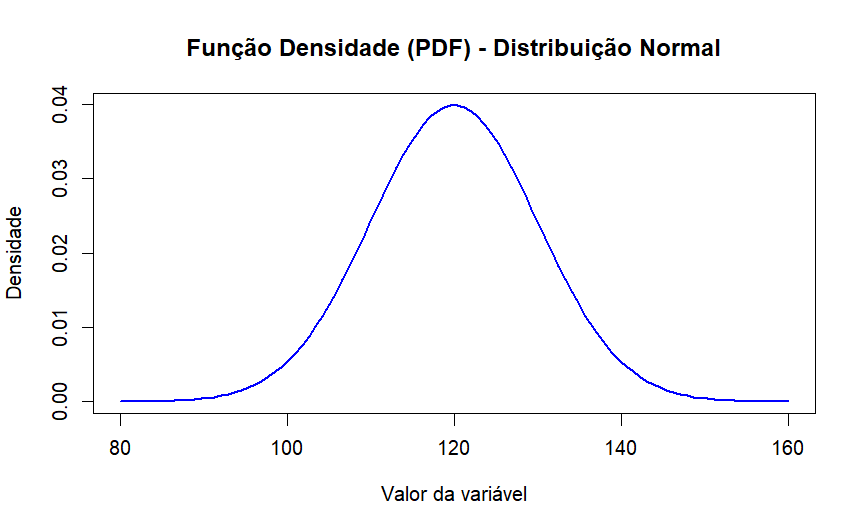 Função Densidade (PDF) - Distribuição Normal
Densidade
0.04
0.03
0.02
0.01
0.00
80 100 120 140 160
Valor da variável